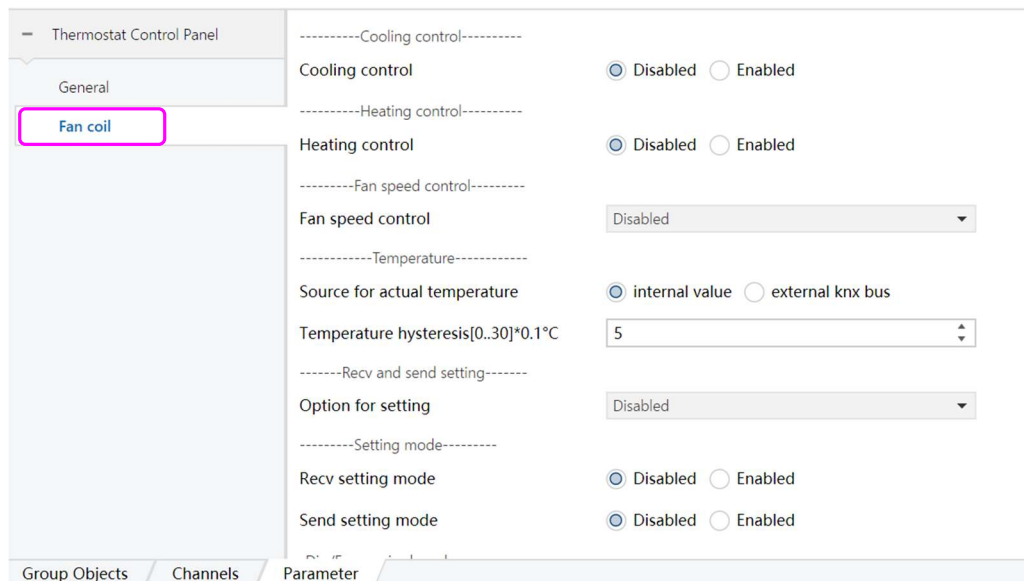 Thermostat Control Panel
General
Fan coil
----------Cooling control----------
Cooling control Disabled Enabled
----------Heating control----------
Heating control Disabled Enabled
---------Fan speed control---------
Fan speed control Disabled
------------Temperature------------
Source for actual temperature internal value external knx bus
Temperature hysteresis[0..30]*0.1°C 5
-------Recv and send setting-------
Option for setting Disabled
---------Setting mode---------
Recv setting mode Disabled Enabled
Send setting mode Disabled Enabled
Group Objects Channels Parameter